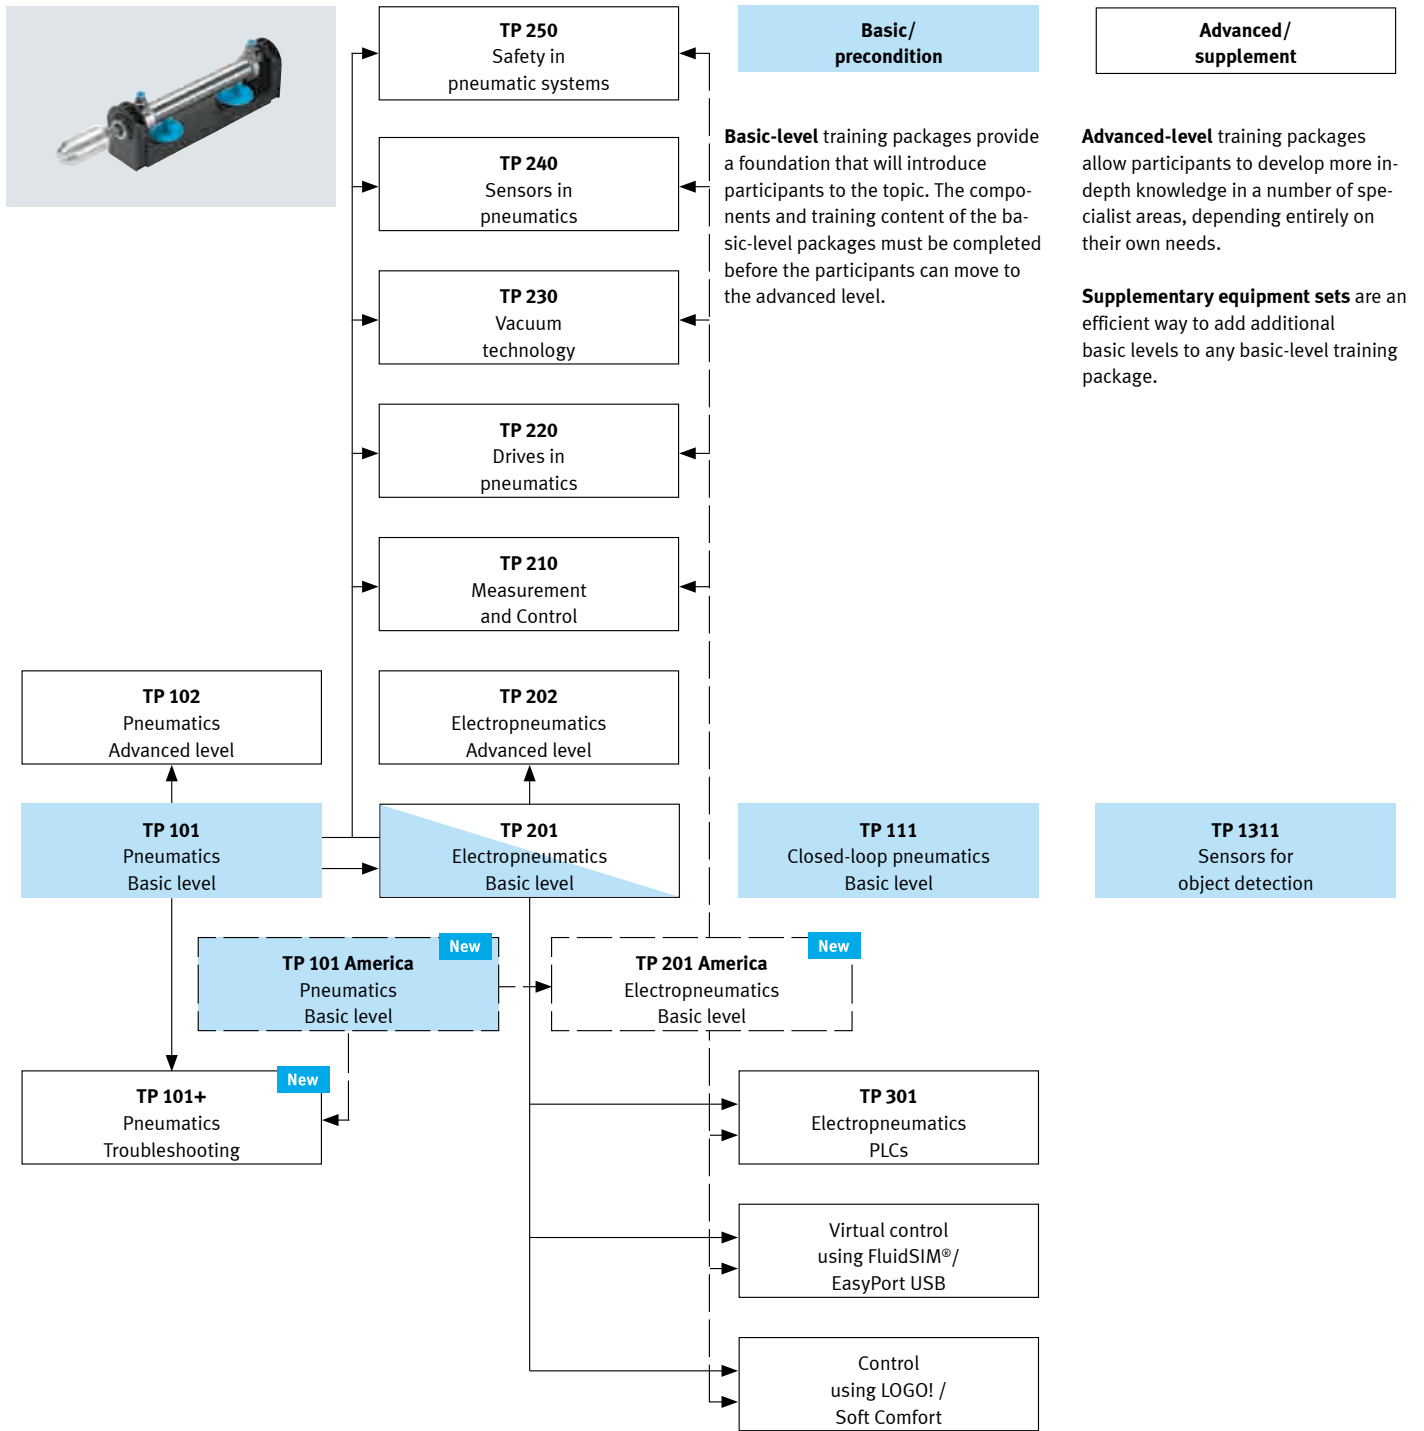 TP 250
Safety in
pneumatic systems
Basic/
precondition
Advanced/
supplement
Basic-level training packages provide
a foundation that will introduce
participants to the topic. The compo-
nents and training content of the ba-
sic-level packages must be completed
before the participants can move to
the advanced level.
Advanced-level training packages
allow participants to develop more in-
depth knowledge in a number of spe-
cialist areas, depending entirely on
their own needs.
Supplementary equipment sets are an
efficient way to add additional
basic levels to any basic-level training
package.
TP 240
Sensors in
pneumatics
TP 230
Vacuum
technology
TP 220
Drives in
pneumatics
TP 210
Measurement
and Control
TP 102
Pneumatics
Advanced level
TP 202
Electropneumatics
Advanced level
TP 101
Pneumatics
Basic level
TP 201
Electropneumatics
Basic level
TP 111
Closed-loop pneumatics
Basic level
TP 1311
Sensors for
object detection
New
TP 101 America
Pneumatics
Basic level
New
TP 201 America
Electropneumatics
Basic level
New
TP 101+
Pneumatics
Troubleshooting
TP 301
Electropneumatics
PLCs
Virtual control
using FluidSIM®/
EasyPort USB
Control
using LOGO! /
Soft Comfort